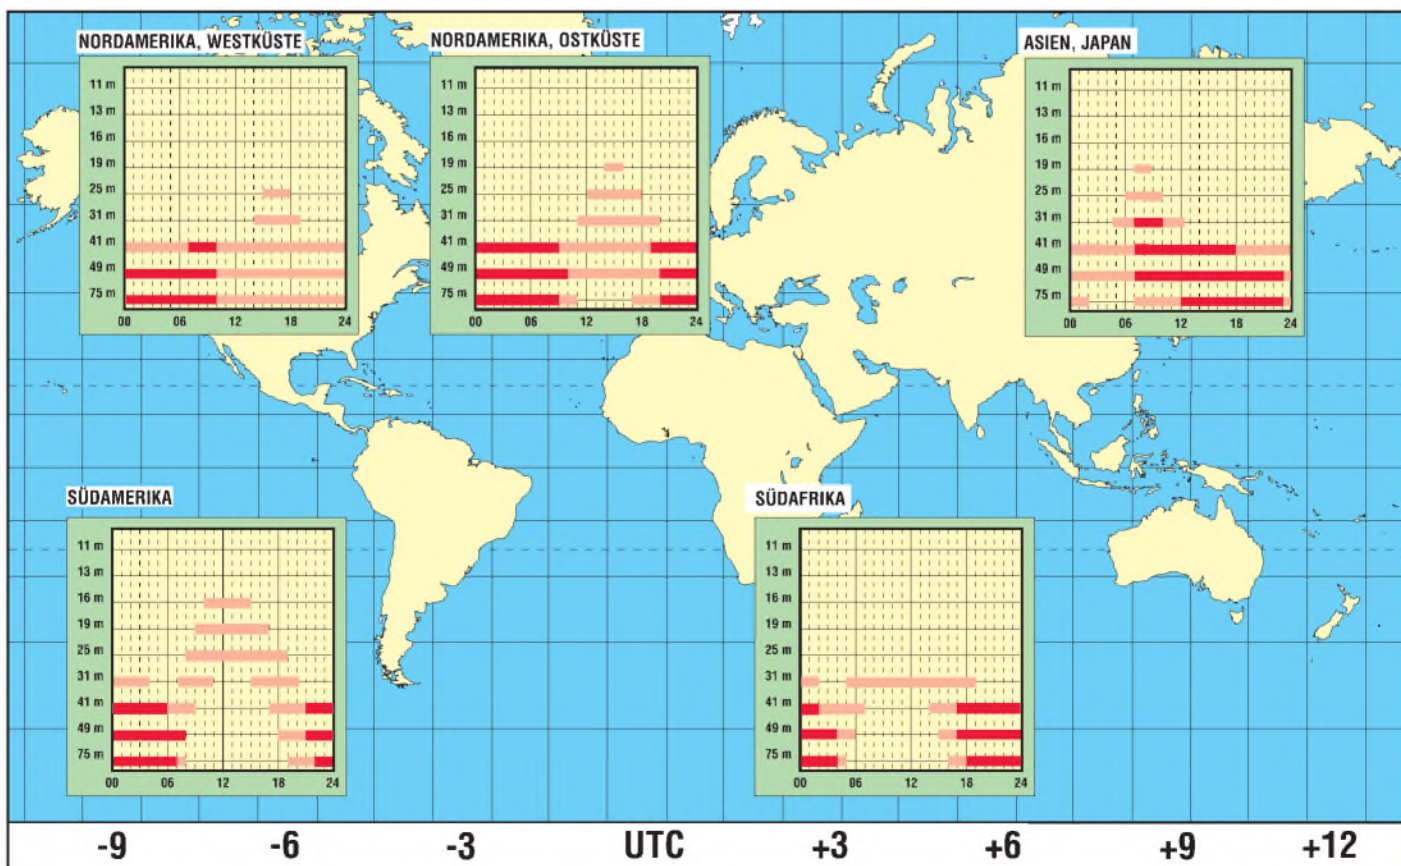 NORDAMERIKA, WESTKÜSTE
11 m
13 m
16 m
19 m
25 m
31 m
41 m
49 m
75 m
00 06 12 18 24
NORDAMERIKA, OSTKÜSTE
11 m
13 m
16 m
19 m
25 m
31 m
41 m
49 m
75 m
00 06 12 18 24
ASIEN, JAPAN
11 m
13 m
16 m
19 m
25 m
31 m
41 m
49 m
75 m
00 06 12 18 24
SÜDAMERIKA
11 m
13 m
16 m
19 m
25 m
31 m
41 m
49 m
75 m
00 06 12 18 24
SÜDAFRIKA
11 m
13 m
16 m
19 m
25 m
31 m
41 m
49 m
75 m
00 06 12 18 24
-9 -6 -3 UTC +3 +6 +9 +12